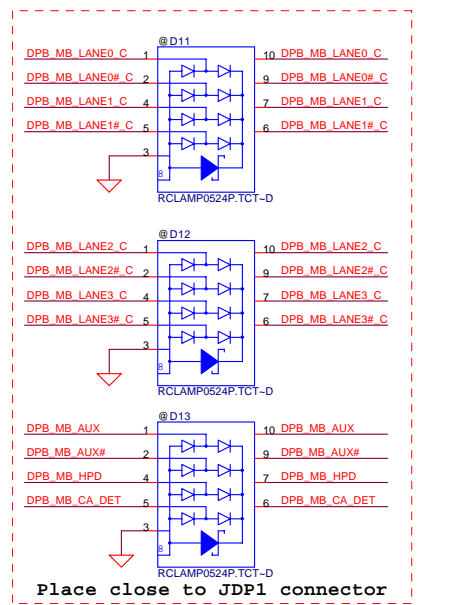 @D11
DPB_MB_LANE0_C 1 10 DPB_MB_LANE0_C
DPB_MB_LANE0#_C 2 9 DPB_MB_LANE0#_C
DPB_MB_LANE1_C 4 7 DPB_MB_LANE1_C
DPB_MB_LANE1#_C 5 6 DPB_MB_LANE1#_C
3
8
RCLAMP0524P.TCT~D
@D12
DPB_MB_LANE2_C 1 10 DPB_MB_LANE2_C
DPB_MB_LANE2#_C 2 9 DPB_MB_LANE2#_C
DPB_MB_LANE3_C 4 7 DPB_MB_LANE3_C
DPB_MB_LANE3#_C 5 6 DPB_MB_LANE3#_C
3
8
RCLAMP0524P.TCT~D
@D13
DPB_MB_AUX 1 10 DPB_MB_AUX
DPB_MB_AUX# 2 9 DPB_MB_AUX#
DPB_MB_HPD 4 7 DPB_MB_HPD
DPB_MB_CA_DET 5 6 DPB_MB_CA_DET
3
8
RCLAMP0524P.TCT~D
Place close to JDP1 connector